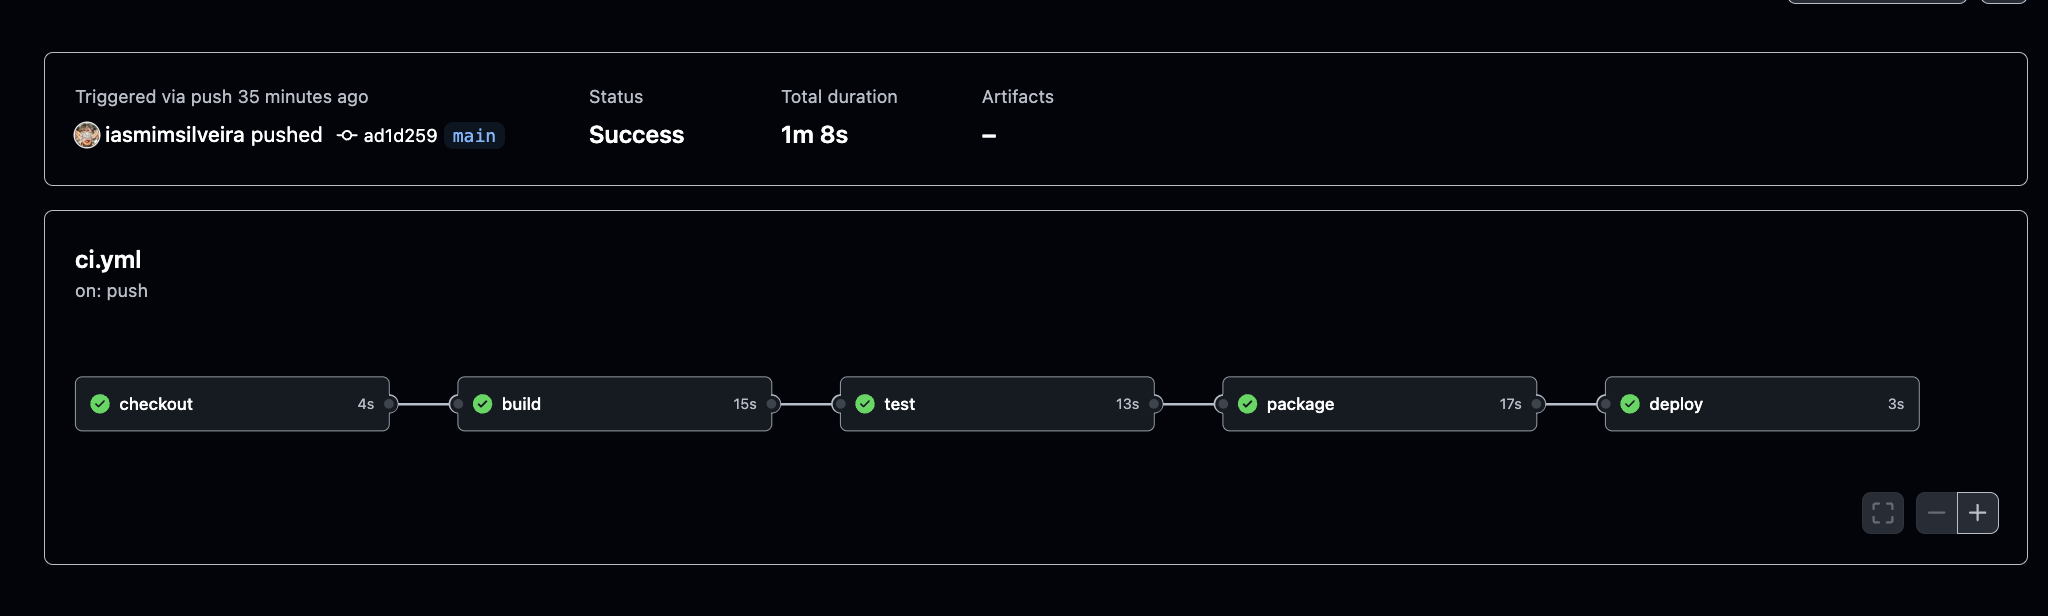 Triggered via push 35 minutes ago
iasmimsilveira pushed ad1d259 main
Status
Success
Total duration
1m 8s
Artifacts
–
ci.yml
on: push
checkout 4s
build 15s
test 13s
package 17s
deploy 3s